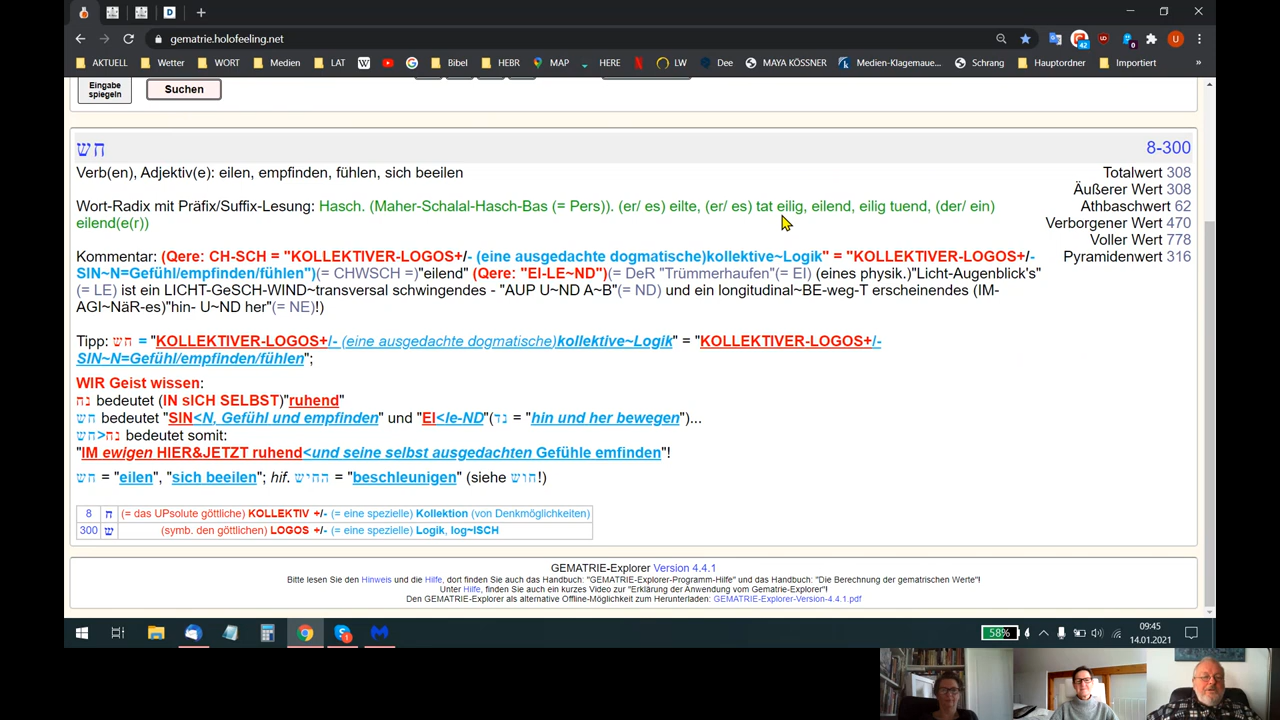 gematrie.holofeeling.net
AKTUELL Wetter WORT Medien LAT HEBR Bibel MAP HERE LW Dee MAYA KÖSSNER Medien-Klagemaue... Schrang Hauptordner Importiert »
Eingabe spiegeln
Suchen
חש 8-300
Verb(en), Adjektiv(e): eilen, empfinden, fühlen, sich beeilen
Totalwert 308
Äußerer Wert 308
Athbaschwert 62
Verborgener Wert 470
Voller Wert 778
Pyramidenwert 316
Wort-Radix mit Präfix/Suffix-Lesung: Hasch. (Maher-Schalal-Hasch-Bas (= Pers)). (er/ es) eilte, (er/ es) tat eilig, eilend, eilig tuend, (der/ ein)
eilend(e(r))
Kommentar: (Qere: CH-SCH = "KOLLEKTIVER-LOGOS+/- (eine ausgedachte dogmatische)kollektive~Logik" = "KOLLEKTIVER-LOGOS+/-
SIN~N=Gefühl/empfinden/fühlen")(= CHWSCH =)"eilend" (Qere: "EI-LE~ND")(= DeR "Trümmerhaufen"(= EI) (eines physik.)"Licht-Augenblick's"
(= LE) ist ein LICHT-GeSCH-WIND~transversal schwingendes - "AUP U~ND A~B"(= ND) und ein longitudinal~BE-weg-T erscheinendes (IM-
AGI~NäR-es)"hin- U~ND her"(= NE)!)
Tipp: חש = "KOLLEKTIVER-LOGOS+/- (eine ausgedachte dogmatische)kollektive~Logik" = "KOLLEKTIVER-LOGOS+/-
SIN~N=Gefühl/empfinden/fühlen";
WIR Geist wissen:
נח bedeutet (IN sICH SELBST)"ruhend"
חש bedeutet "SIN<N, Gefühl und empfinden" und "EI<le-ND"(נד = "hin und her bewegen")...
חש>נח bedeutet somit:
"IM ewigen HIER&JETZT ruhend<und seine selbst ausgedachten Gefühle emfinden"!
חש = "eilen", "sich beeilen"; hif. החיש = "beschleunigen" (siehe חוש!)
8 ח (= das UPsolute göttliche) KOLLEKTIV +/- (= eine spezielle) Kollektion (von Denkmöglichkeiten)
300 ש (symb. den göttlichen) LOGOS +/- (= eine spezielle) Logik, log~ISCH
GEMATRIE-Explorer Version 4.4.1
Bitte lesen Sie den Hinweis und die Hilfe, dort finden Sie auch das Handbuch: "GEMATRIE-Explorer-Programm-Hilfe" und das Handbuch: "Die Berechnung der gematrischen Werte"!
Unter Hilfe, finden Sie auch ein kurzes Video zur "Erklärung der Anwendung vom Gematrie-Explorer"!
Den GEMATRIE-Explorer als alternative Offline-Möglichkeit zum Herunterladen: GEMATRIE-Explorer-Version-4.4.1.pdf
58%
09:45
14.01.2021